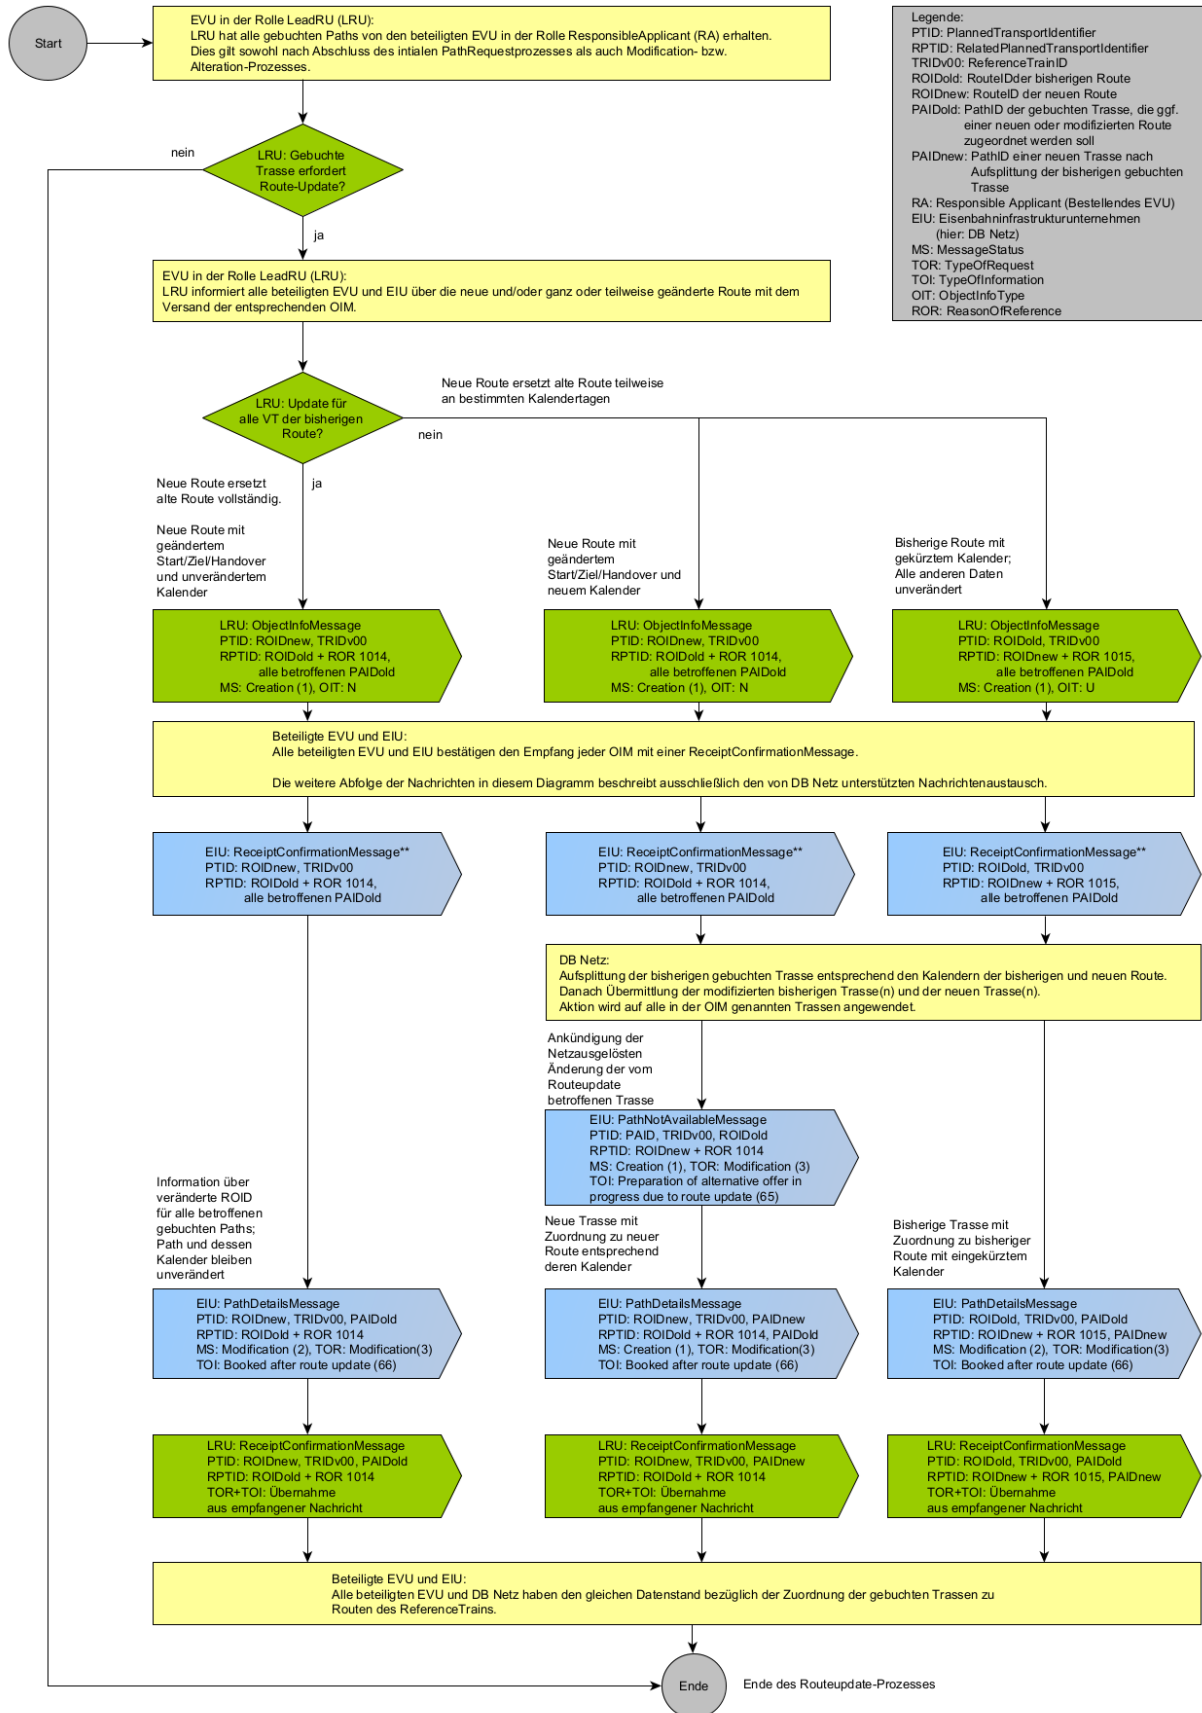 Start
EVU in der Rolle LeadRU (LRU):
LRU hat alle gebuchten Paths von den beteiligten EVU in der Rolle ResponsibleApplicant (RA) erhalten.
Dies gilt sowohl nach Abschluss des intialen PathRequestprozesses als auch Modification- bzw.
Alteration-Prozesses.
Legende:
PTID: PlannedTransportIdentifier
RPTID: RelatedPlannedTransportIdentifier
TRIDv00: ReferenceTrainID
ROIDold: RouteIDder bisherigen Route
ROIDnew: RouteID der neuen Route
PAIDold: PathID der gebuchten Trasse, die ggf.
einer neuen oder modifizierten Route
zugeordnet werden soll
PAIDnew: PathID einer neuen Trasse nach
Aufsplittung der bisherigen gebuchten
Trasse
RA: Responsible Applicant (Bestellendes EVU)
EIU: Eisenbahninfrastrukturunternehmen
(hier: DB Netz)
MS: MessageStatus
TOR: TypeOfRequest
TOI: TypeOfInformation
OIT: ObjectInfoType
ROR: ReasonOfReference
nein
LRU: Gebuchte
Trasse erfordert
Route-Update?
ja
EVU in der Rolle LeadRU (LRU):
LRU informiert alle beteiligten EVU und EIU über die neue und/oder ganz oder teilweise geänderte Route mit dem
Versand der entsprechenden OIM.
LRU: Update für
alle VT der bisherigen
Route?
Neue Route ersetzt alte Route teilweise
an bestimmten Kalendertagen
nein
ja
Neue Route ersetzt
alte Route vollständig.
Neue Route mit
geändertem
Start/Ziel/Handover
und unverändertem
Kalender
Neue Route mit
geändertem
Start/Ziel/Handover und
neuem Kalender
Bisherige Route mit
gekürztem Kalender;
Alle anderen Daten
unverändert
LRU: ObjectInfoMessage
PTID: ROIDnew, TRIDv00
RPTID: ROIDold + ROR 1014,
alle betroffenen PAIDold
MS: Creation (1), OIT: N
LRU: ObjectInfoMessage
PTID: ROIDnew, TRIDv00
RPTID: ROIDold + ROR 1014,
alle betroffenen PAIDold
MS: Creation (1), OIT: N
LRU: ObjectInfoMessage
PTID: ROIDold, TRIDv00
RPTID: ROIDnew + ROR 1015,
alle betroffenen PAIDold
MS: Creation (1), OIT: U
Beteiligte EVU und EIU:
Alle beteiligten EVU und EIU bestätigen den Empfang jeder OIM mit einer ReceiptConfirmationMessage.
Die weitere Abfolge der Nachrichten in diesem Diagramm beschreibt ausschließlich den von DB Netz unterstützten Nachrichtenaustausch.
EIU: ReceiptConfirmationMessage**
PTID: ROIDnew, TRIDv00
RPTID: ROIDold + ROR 1014,
alle betroffenen PAIDold
EIU: ReceiptConfirmationMessage**
PTID: ROIDnew, TRIDv00
RPTID: ROIDold + ROR 1014,
alle betroffenen PAIDold
EIU: ReceiptConfirmationMessage**
PTID: ROIDold, TRIDv00
RPTID: ROIDnew + ROR 1015,
alle betroffenen PAIDold
DB Netz:
Aufsplittung der bisherigen gebuchten Trasse entsprechend den Kalendern der bisherigen und neuen Route.
Danach Übermittlung der modifizierten bisherigen Trasse(n) und der neuen Trasse(n).
Aktion wird auf alle in der OIM genannten Trassen angewendet.
Ankündigung der
Netzausgelösten
Änderung der vom
Routeupdate
betroffenen Trasse
EIU: PathNotAvailableMessage
PTID: PAID, TRIDv00, ROIDold
RPTID: ROIDnew + ROR 1014
MS: Creation (1), TOR: Modification (3)
TOI: Preparation of alternative offer in
progress due to route update (65)
Information über
veränderte ROID
für alle betroffenen
gebuchten Paths;
Path und dessen
Kalender bleiben
unverändert
Neue Trasse mit
Zuordnung zu neuer
Route entsprechend
deren Kalender
Bisherige Trasse mit
Zuordnung zu bisheriger
Route mit eingekürztem
Kalender
EIU: PathDetailsMessage
PTID: ROIDnew, TRIDv00, PAIDold
RPTID: ROIDold + ROR 1014
MS: Modification (2), TOR: Modification(3)
TOI: Booked after route update (66)
EIU: PathDetailsMessage
PTID: ROIDnew, TRIDv00, PAIDnew
RPTID: ROIDold + ROR 1014, PAIDold
MS: Creation (1), TOR: Modification(3)
TOI: Booked after route update (66)
EIU: PathDetailsMessage
PTID: ROIDold, TRIDv00, PAIDold
RPTID: ROIDnew + ROR 1015, PAIDnew
MS: Modification (2), TOR: Modification(3)
TOI: Booked after route update (66)
LRU: ReceiptConfirmationMessage
PTID: ROIDnew, TRIDv00, PAIDold
RPTID: ROIDold + ROR 1014
TOR+TOI: Übernahme
aus empfangener Nachricht
LRU: ReceiptConfirmationMessage
PTID: ROIDnew, TRIDv00, PAIDnew
RPTID: ROIDold + ROR 1014
TOR+TOI: Übernahme
aus empfangener Nachricht
LRU: ReceiptConfirmationMessage
PTID: ROIDold, TRIDv00, PAIDold
RPTID: ROIDnew + ROR 1015, PAIDnew
TOR+TOI: Übernahme
aus empfangener Nachricht
Beteiligte EVU und EIU:
Alle beteiligten EVU und DB Netz haben den gleichen Datenstand bezüglich der Zuordnung der gebuchten Trassen zu
Routen des ReferenceTrains.
Ende
Ende des Routeupdate-Prozesses